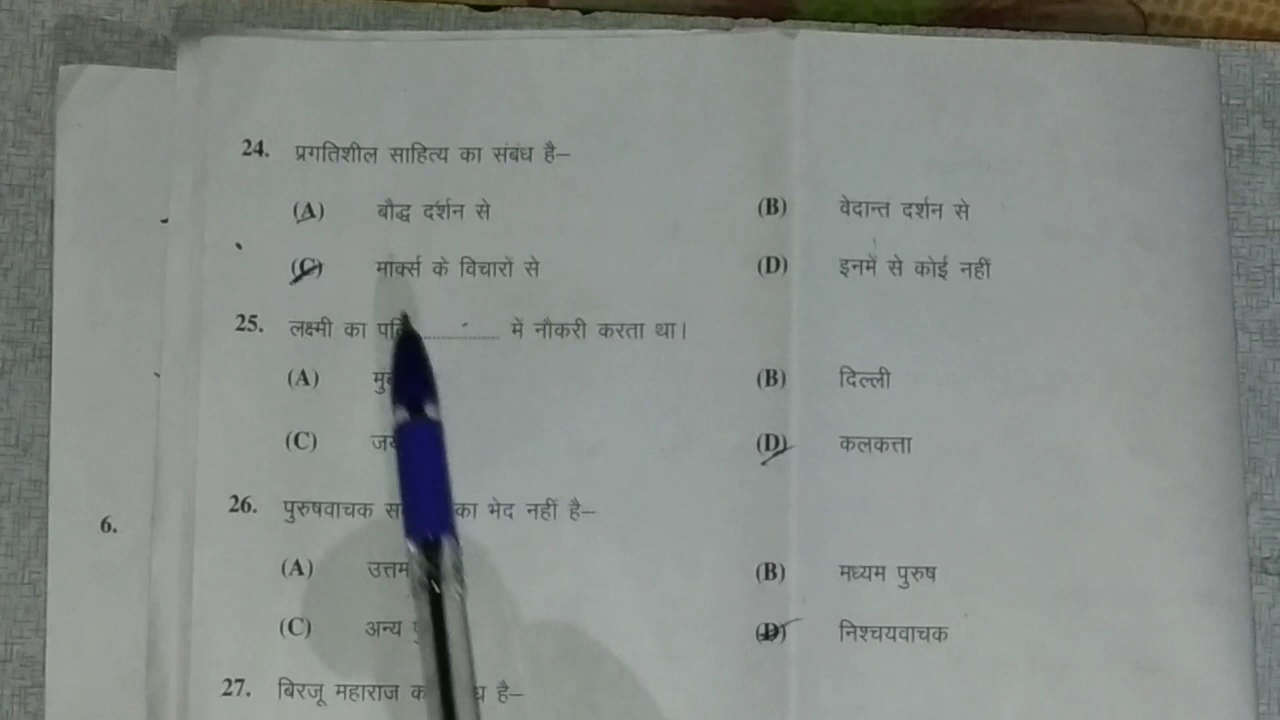 24. प्रगतिशील साहित्य का संबंध है–
(A) बौद्ध दर्शन से (B) वेदान्त दर्शन से
(C) मार्क्स के विचारों से (D) इनमें से कोई नहीं
25. लक्ष्मी का पति .................. में नौकरी करता था।
(A) (B) दिल्ली
(C) (D) कलकत्ता
6.
26. पुरुषवाचक का भेद नहीं है–
(A) उत्तम (B) मध्यम पुरुष
(C) अन्य (D) निश्चयवाचक
27. बिरजू महाराज है–